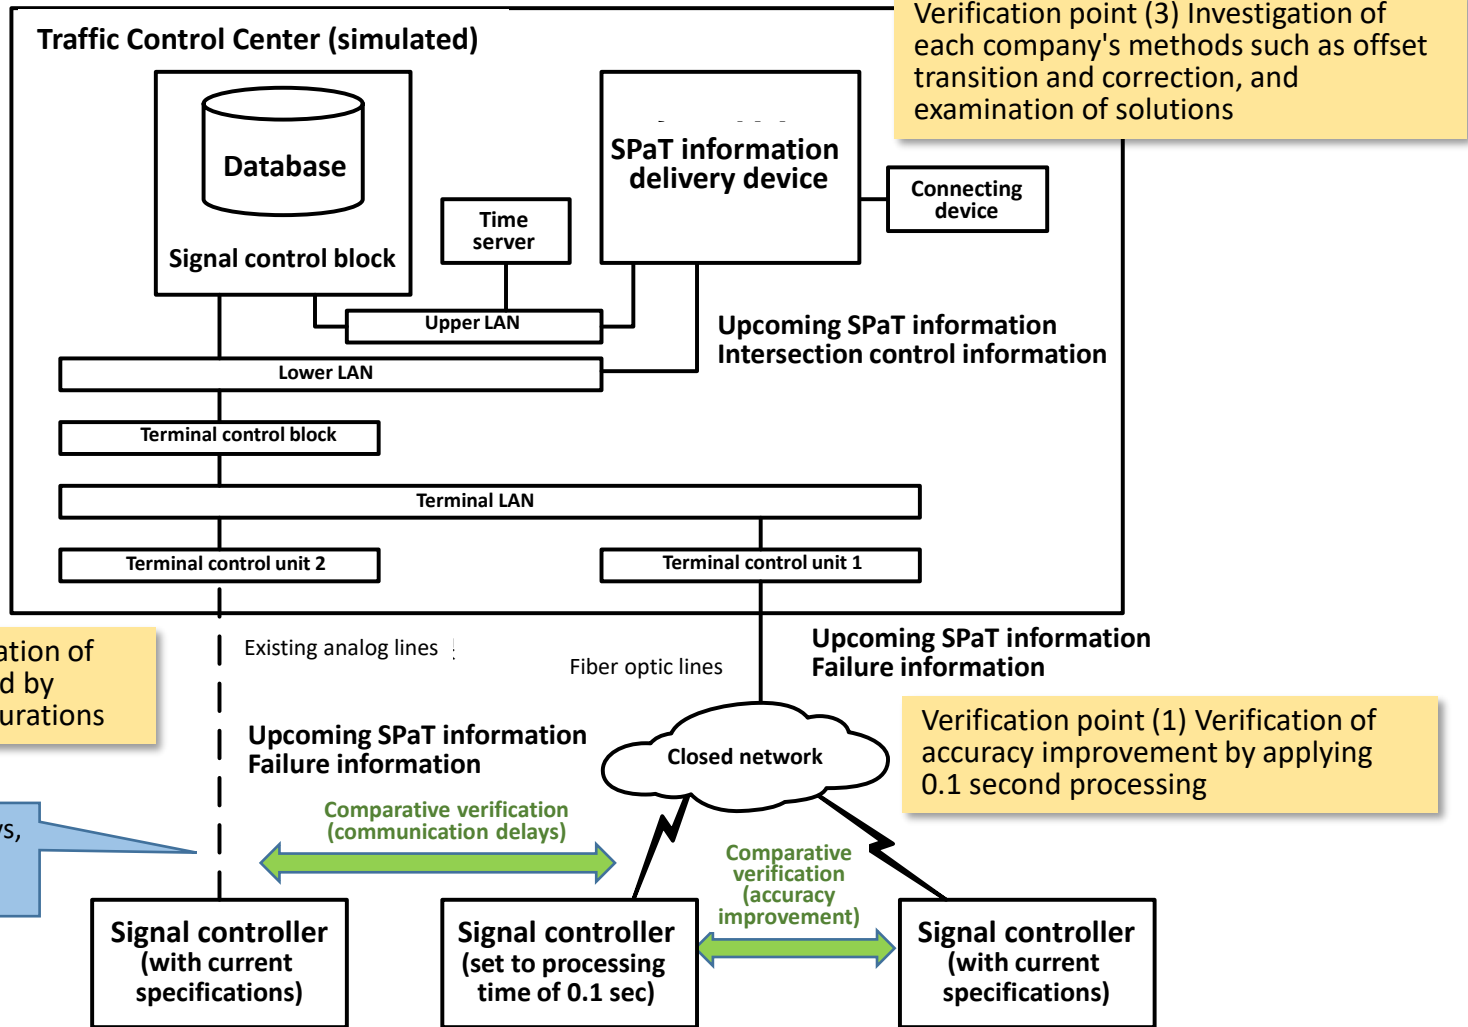 Verification point (3) Investigation of
each company's methods such as offset
transition and correction, and
examination of solutions
Traffic Control Center (simulated)
Database
Signal control block
Time
server
SPaT information
delivery device
Connecting
device
Upper LAN
Upcoming SPaT information
Intersection control information
Lower LAN
Terminal control block
Terminal LAN
Terminal control unit 2
Terminal control unit 1
Existing analog lines
Fiber optic lines
Upcoming SPaT information
Failure information
ation of
d by
urations
Upcoming SPaT information
Failure information
Closed network
Verification point (1) Verification of
accuracy improvement by applying
0.1 second processing
Comparative verification
(communication delays)
Comparative
verification
(accuracy
improvement)
Signal controller
(with current
specifications)
Signal controller
(set to processing
time of 0.1 sec)
Signal controller
(with current
specifications)